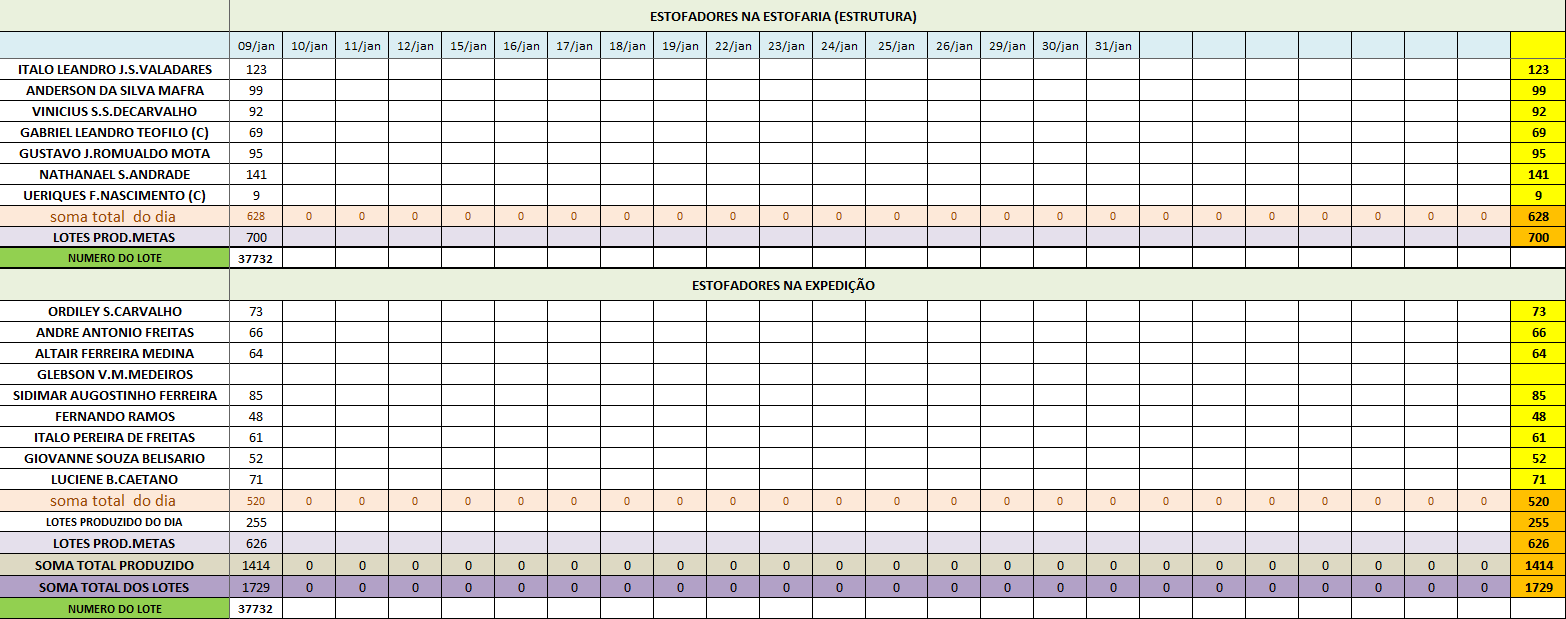 ESTOFADORES NA ESTOFARIA (ESTRUTURA)
09/jan 10/jan 11/jan 12/jan 15/jan 16/jan 17/jan 18/jan 19/jan 22/jan 23/jan 24/jan 25/jan 26/jan 29/jan 30/jan 31/jan
ITALO LEANDRO J.S.VALADARES 123 123
ANDERSON DA SILVA MAFRA 99 99
VINICIUS S.S.DECARVALHO 92 92
GABRIEL LEANDRO TEOFILO (C) 69 69
GUSTAVO J.ROMUALDO MOTA 95 95
NATHANAEL S.ANDRADE 141 141
UERIQUES F.NASCIMENTO (C) 9 9
soma total do dia 628 0 0 0 0 0 0 0 0 0 0 0 0 0 0 0 0 0 0 0 0 0 0 0 628
LOTES PROD.METAS 700 700
NUMERO DO LOTE 37732
ESTOFADORES NA EXPEDIÇÃO
ORDILEY S.CARVALHO 73 73
ANDRE ANTONIO FREITAS 66 66
ALTAIR FERREIRA MEDINA 64 64
GLEBSON V.M.MEDEIROS
SIDIMAR AUGOSTINHO FERREIRA 85 85
FERNANDO RAMOS 48 48
ITALO PEREIRA DE FREITAS 61 61
GIOVANNE SOUZA BELISARIO 52 52
LUCIENE B.CAETANO 71 71
soma total do dia 520 0 0 0 0 0 0 0 0 0 0 0 0 0 0 0 0 0 0 0 0 0 0 0 520
LOTES PRODUZIDO DO DIA 255 255
LOTES PROD.METAS 626 626
SOMA TOTAL PRODUZIDO 1414 0 0 0 0 0 0 0 0 0 0 0 0 0 0 0 0 0 0 0 0 0 0 0 1414
SOMA TOTAL DOS LOTES 1729 0 0 0 0 0 0 0 0 0 0 0 0 0 0 0 0 0 0 0 0 0 0 0 1729
NUMERO DO LOTE 37732